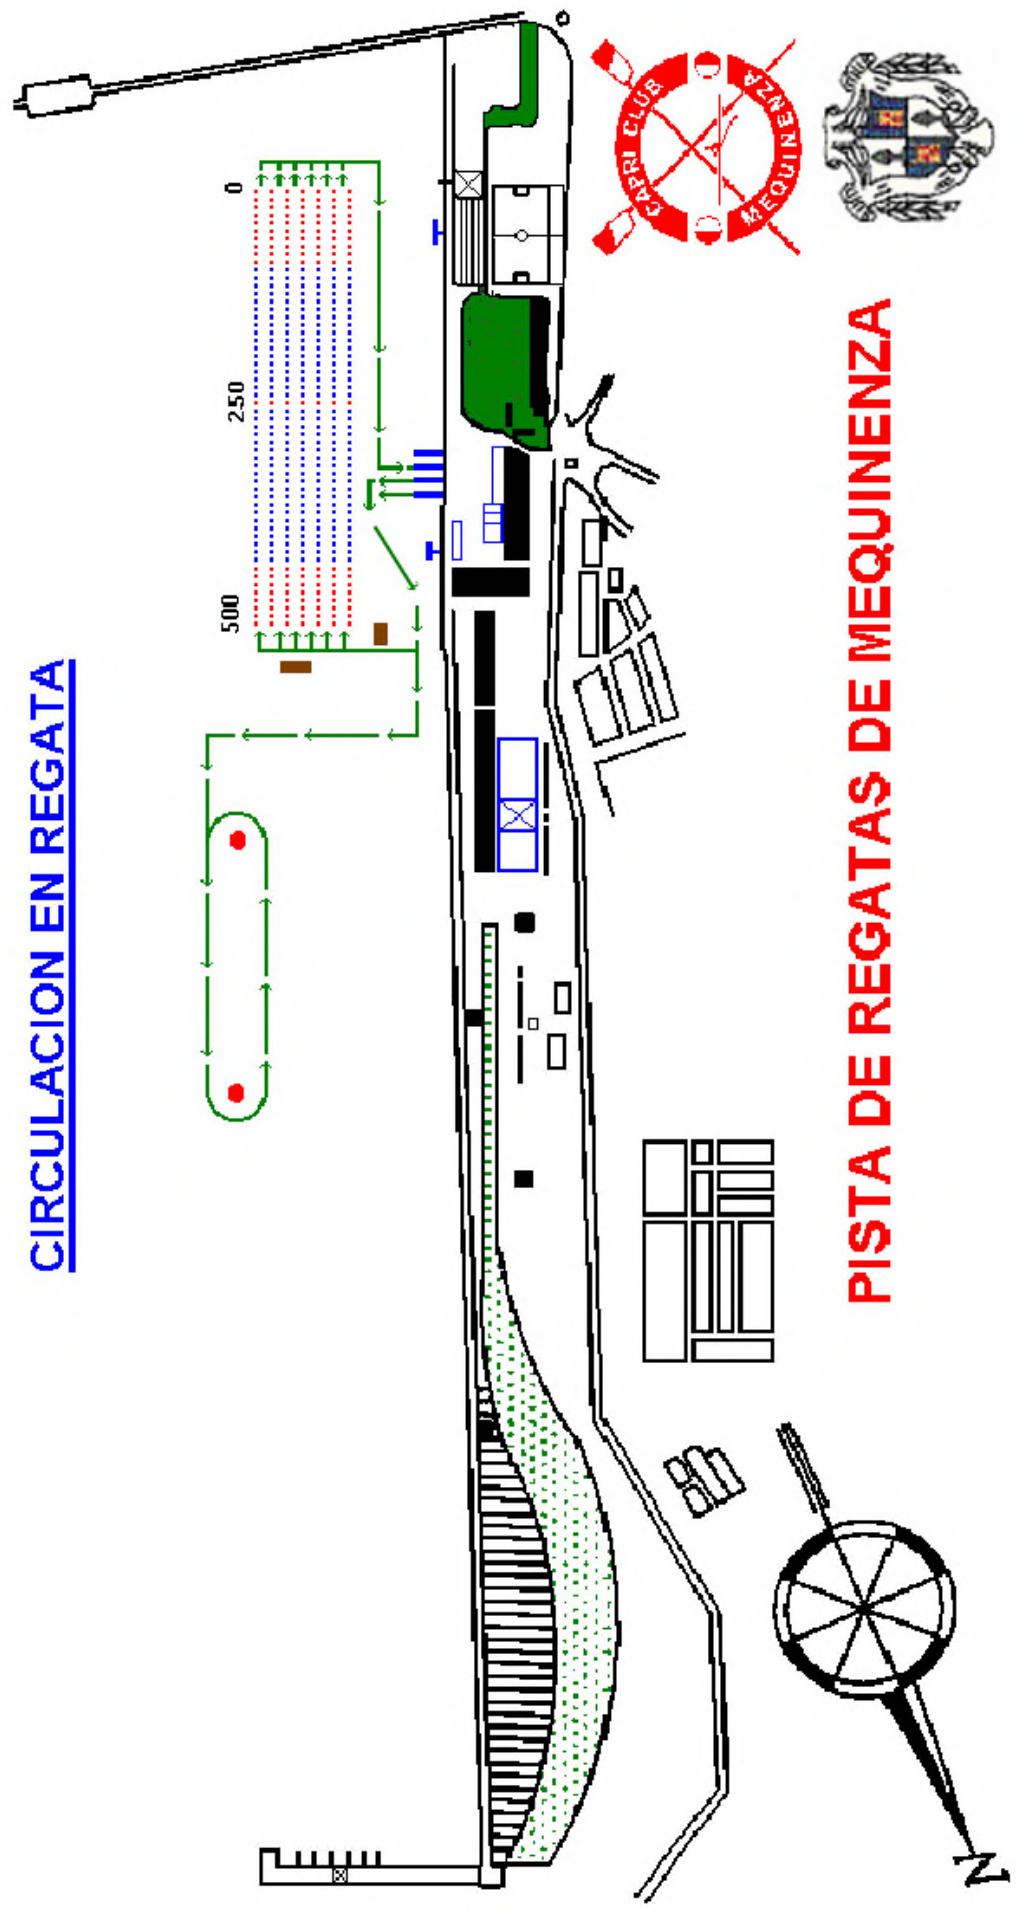 CIRCULACION EN REGATA
500
250
0
CAPRI CLUB
MEQUINENZA
PISTA DE REGATAS DE MEQUINENZA
N